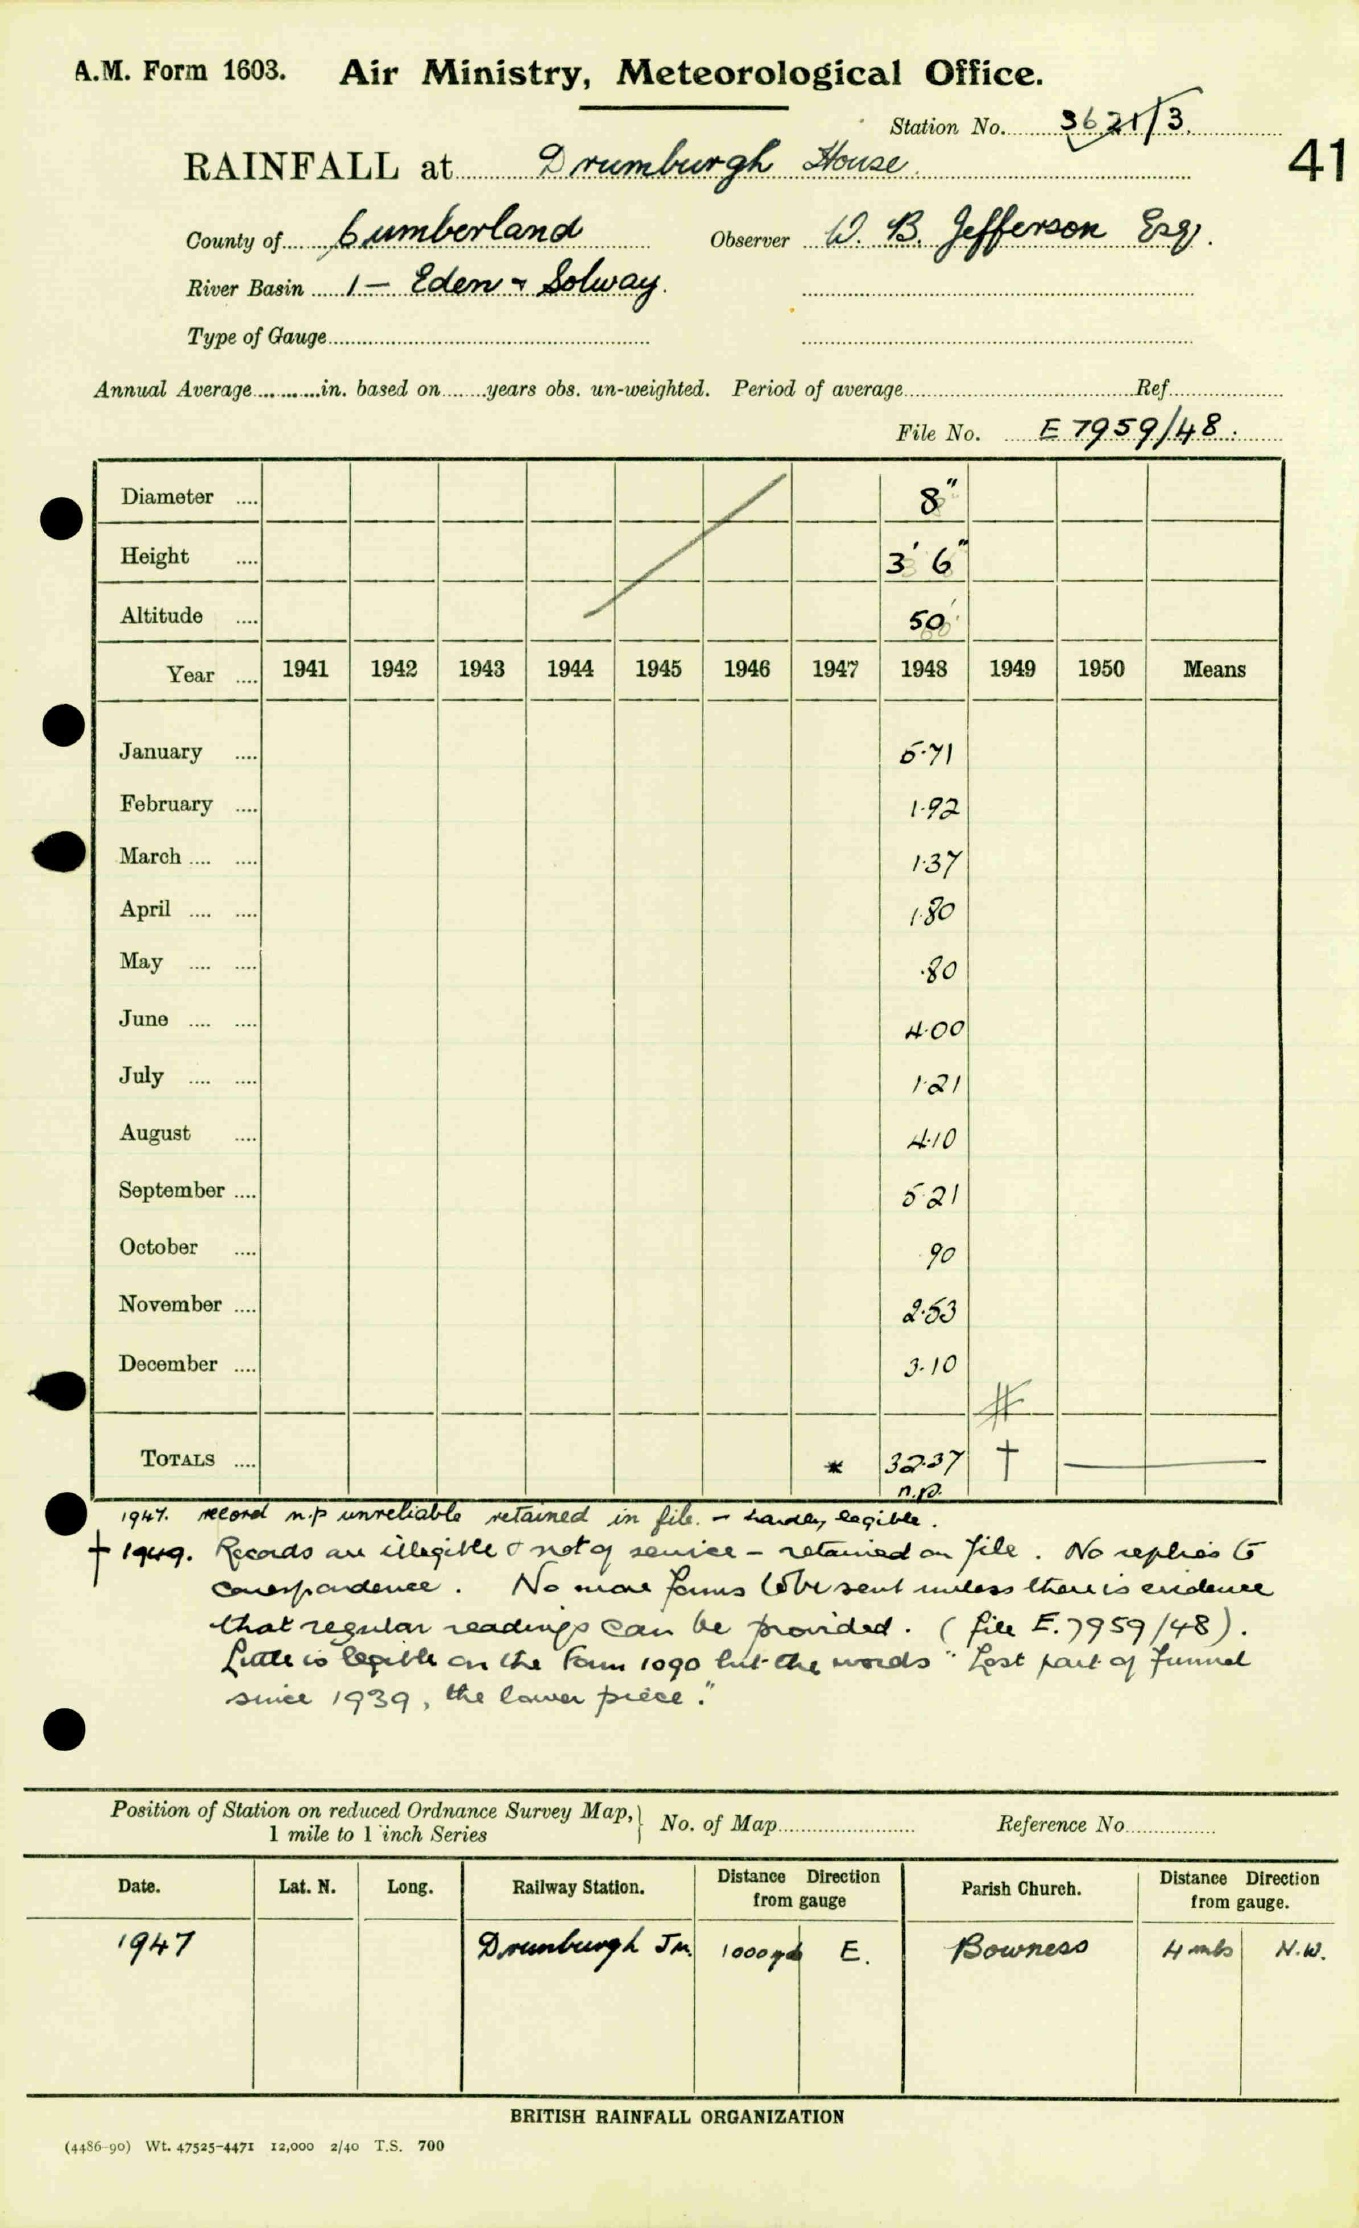 A.M. Form 1603. Air Ministry, Meteorological Office.
Station No. 3621/3.
41
RAINFALL at Drumburgh House.
County of Cumberland Observer W. B. Jefferson Esq.
River Basin 1 – Eden & Solway.
Type of Gauge
Annual Average in. based on years obs. un-weighted. Period of average Ref
File No. E 7959/48.
Diameter .... 8"
Height .... 3' 6"
Altitude .... 50'
Year .... 1941 1942 1943 1944 1945 1946 1947 1948 1949 1950 Means
January .... 5.71
February .... 1.92
March .... .... 1.37
April .... .... 1.80
May .... .... .80
June .... .... 4.00
July .... .... 1.21
August .... 4.10
September .... 5.21
October .... 90
November .... 2.53
December .... 3.10
#
TOTALS .... * 32.37 †
n.p.
1947. record n.p unreliable retained in file. – hardly legible.
† 1949. Records are illegible & not of service – retained on file. No replies to
correspondence. No more forms to be sent unless there is evidence
that regular readings can be provided. (file E.7959/48).
Little is legible on the Form 1090 but the words "Lost part of funnel
since 1939, the lower piece."
Position of Station on reduced Ordnance Survey Map, } No. of Map Reference No.
1 mile to 1 inch Series
Date. Lat. N. Long. Railway Station. Distance Direction from gauge Parish Church. Distance Direction from gauge.
1947 Drumburgh Jn. 1000 yds E. Bowness 4 mls N.W.
BRITISH RAINFALL ORGANIZATION
(4486-90) Wt. 47525-4471 12,000 2/40 T.S. 700